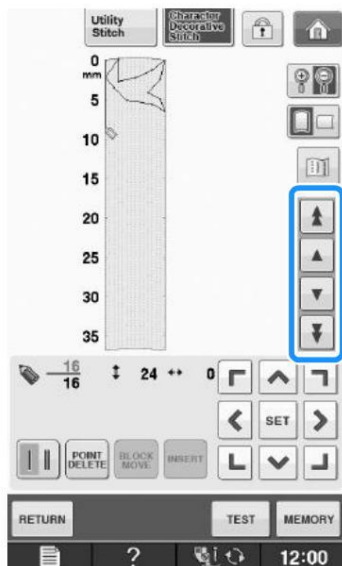 Utility
Stitch
Character
Decorative
Stitch
0
mm
5
10
15
20
25
30
35
16
16
24
0
SET
POINT
DELETE
BLOCK
MOVE
INSERT
RETURN
TEST
MEMORY
?
12:00